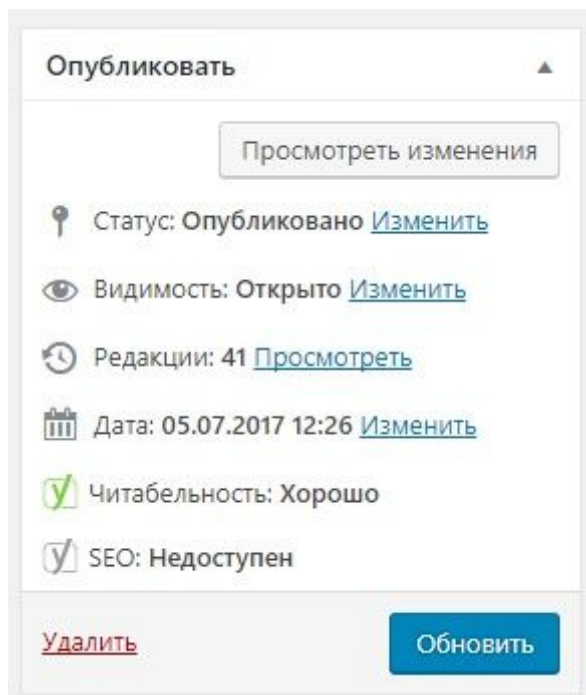 Опубликовать
Просмотреть изменения
Статус: Опубликовано Изменить
Видимость: Открыто Изменить
Редакции: 41 Просмотреть
Дата: 05.07.2017 12:26 Изменить
Читабельность: Хорошо
SEO: Недоступен
Удалить
Обновить